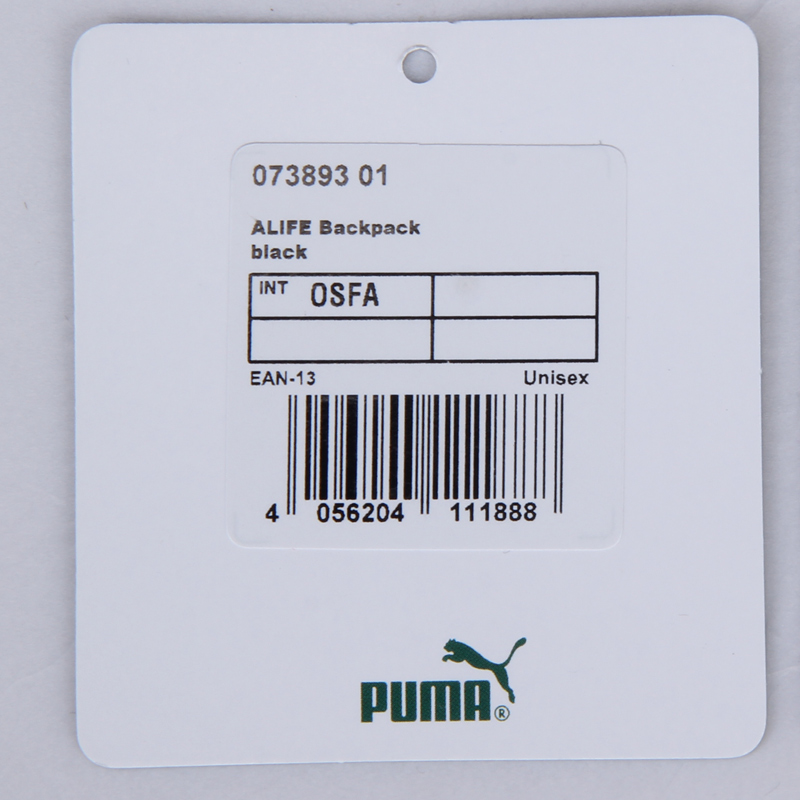 073893 01
ALIFE Backpack
black
INT OSFA
EAN-13 Unisex
4 056204 111888
PUMA®